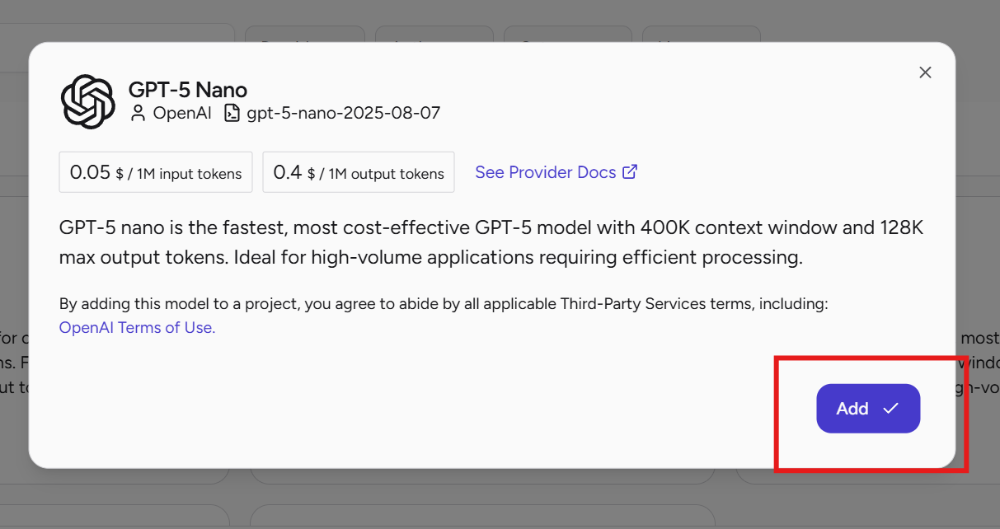 GPT-5 Nano
OpenAI gpt-5-nano-2025-08-07
0.05 $ / 1M input tokens 0.4 $ / 1M output tokens See Provider Docs
GPT-5 nano is the fastest, most cost-effective GPT-5 model with 400K context window and 128K
max output tokens. Ideal for high-volume applications requiring efficient processing.
By adding this model to a project, you agree to abide by all applicable Third-Party Services terms, including:
OpenAI Terms of Use.
most
Add